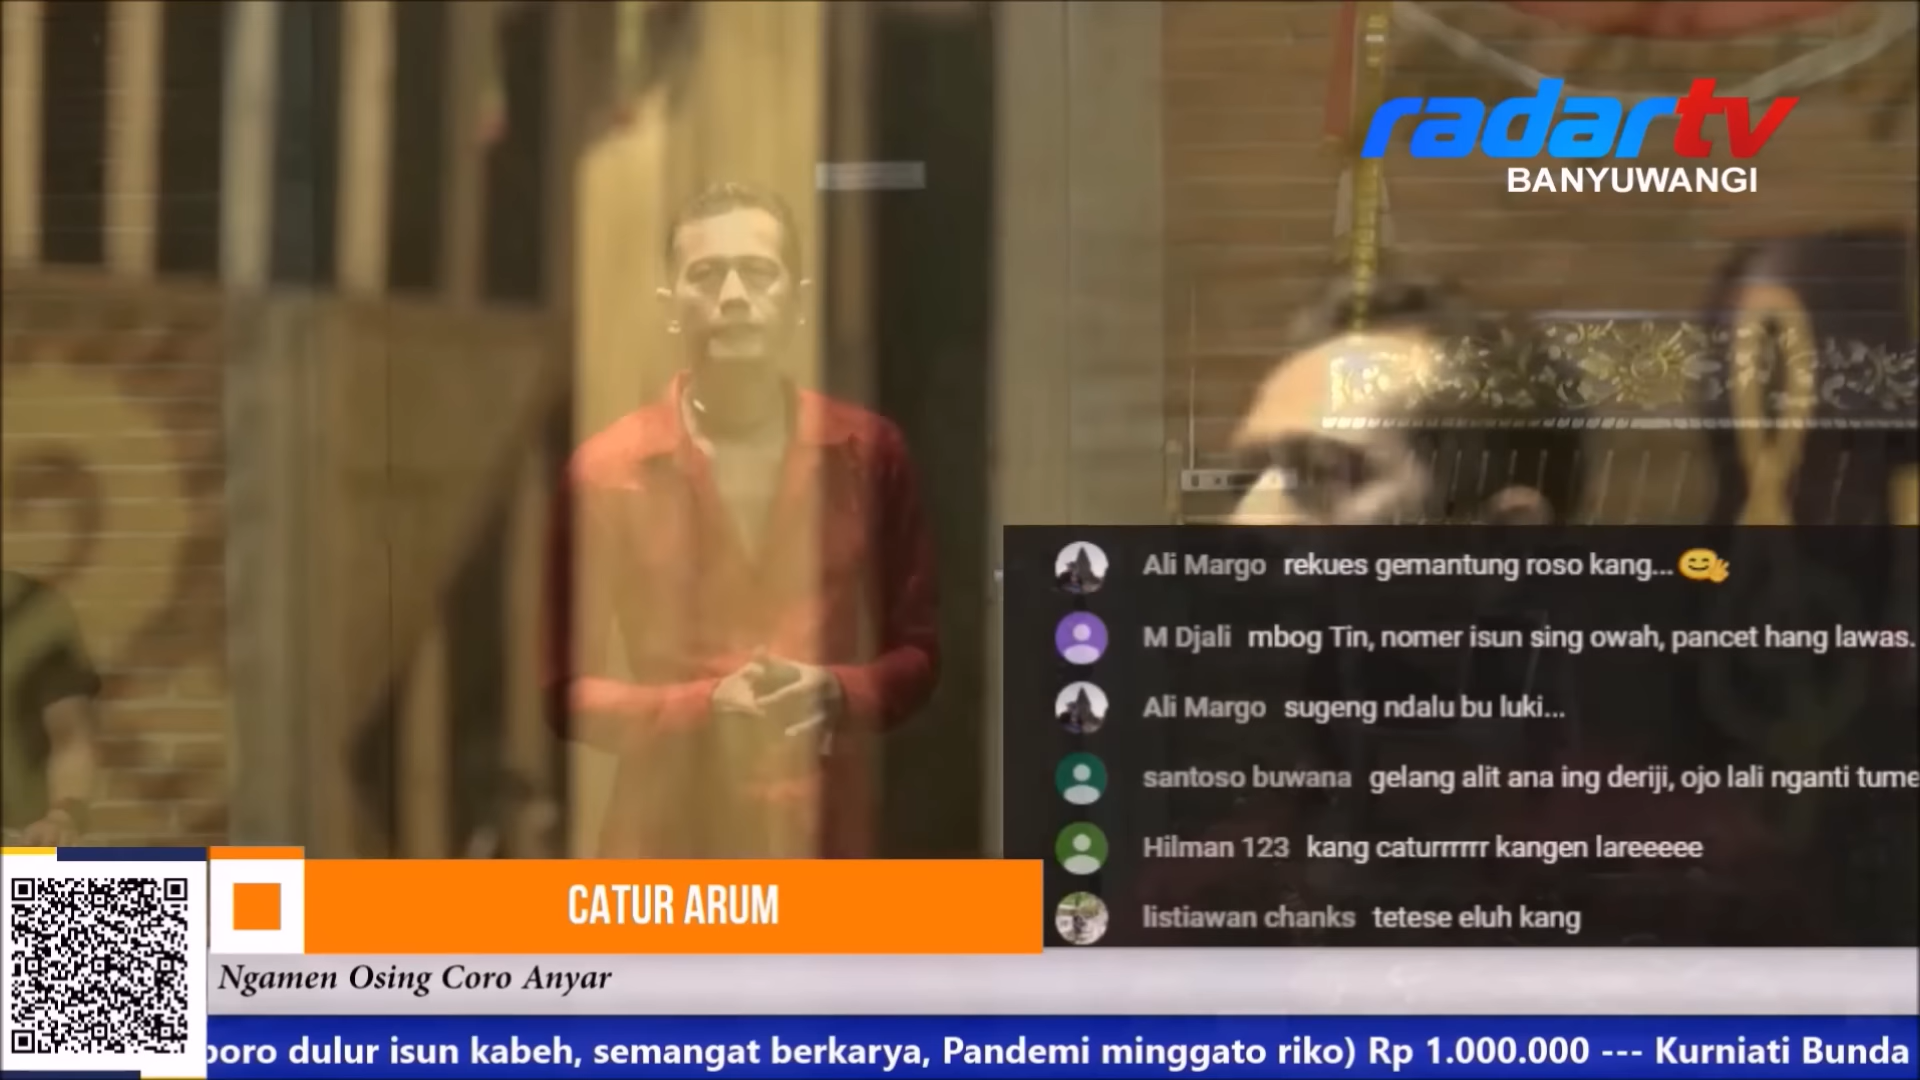 radartv
BANYUWANGI
Ali Margo rekues gemantung roso kang... 😊👋
M Djali mbog Tin, nomer isun sing owah, pancet hang lawas.
Ali Margo sugeng ndalu bu luki...
santoso buwana gelang alit ana ing deriji, ojo lali nganti tume
Hilman 123 kang caturrrrrr kangen lareeeee
listiawan chanks tetese eluh kang
CATUR ARUM
Ngamen Osing Coro Anyar
poro dulur isun kabeh, semangat berkarya, Pandemi minggato riko) Rp 1.000.000 --- Kurniati Bunda